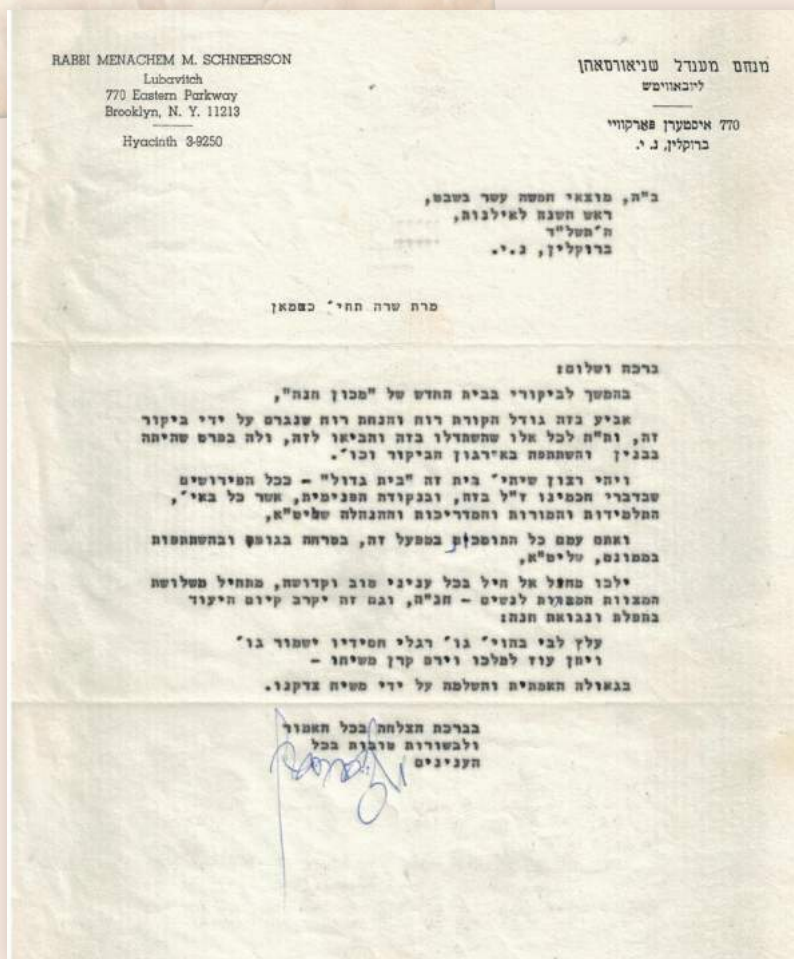 RABBI MENACHEM M. SCHNEERSON
Lubavitch
770 Eastern Parkway
Brooklyn, N. Y. 11213
Hyacinth 3-9250
מנחם מענדל שניאורסאהן
ליובאוויטש
770 איסטערן פארקוויי
ברוקלין, נ. י.
ב"ה, מוצאי חמשה עשר בשבט,
ראש השנה לאילנות,
ה'תשל"ד
ברוקלין, נ.י.
מרת שרה תחי' כצמאן
ברכה ושלום:
בהמשך לביקורי בבית החדש של "מכון חנה",
אביע בזה גודל הקורת רוח והנחת רוח שנגרם על ידי ביקור
זה, ות"ח לכל אלו שהשתדלו בזה והביאו לזה, ולה בפרט שהיתה
בבנין והשתתפה באירגון הביקור וכו'.
ויהי רצון שיהי' בית זה "בית גדול" - ככל הפירושים
שבדברי חכמינו ז"ל בזה, ובנקודה הפנימית, אשר כל באי',
התלמידות והמורות והמדריכות וההנהלה שליט"א,
ואתם עמם כל התומכים במפעל זה, בטרחה בגופם ובהשתתפות
בממונם, שליט"א,
ילכו מחיל אל חיל בכל עניני טוב וקדושה, מתחיל משלושת
המצוות לנשים - חנ"ה, וגם זה יקרב קיום היעוד
בתפלת ונבואת חנה:
עלץ לבי בהוי' גו' רגלי חסידיו ישמור גו'
ויתן עוז למלכו וירם קרן משיחו -
בגאולה האמתית והשלמה על ידי משיח צדקנו.
בברכת הצלחה בכל האמור
ולבשורות טובות בכל
הענינים